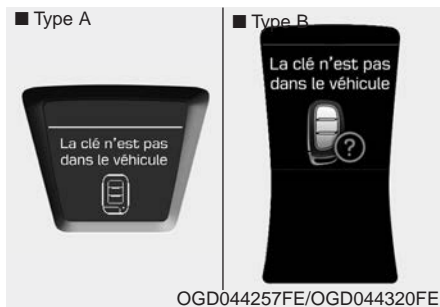 ■ Type A
La clé n'est pas
dans le véhicule
■ Type B
La clé n'est pas
dans le véhicule
?
OGD044257FE/OGD044320FE